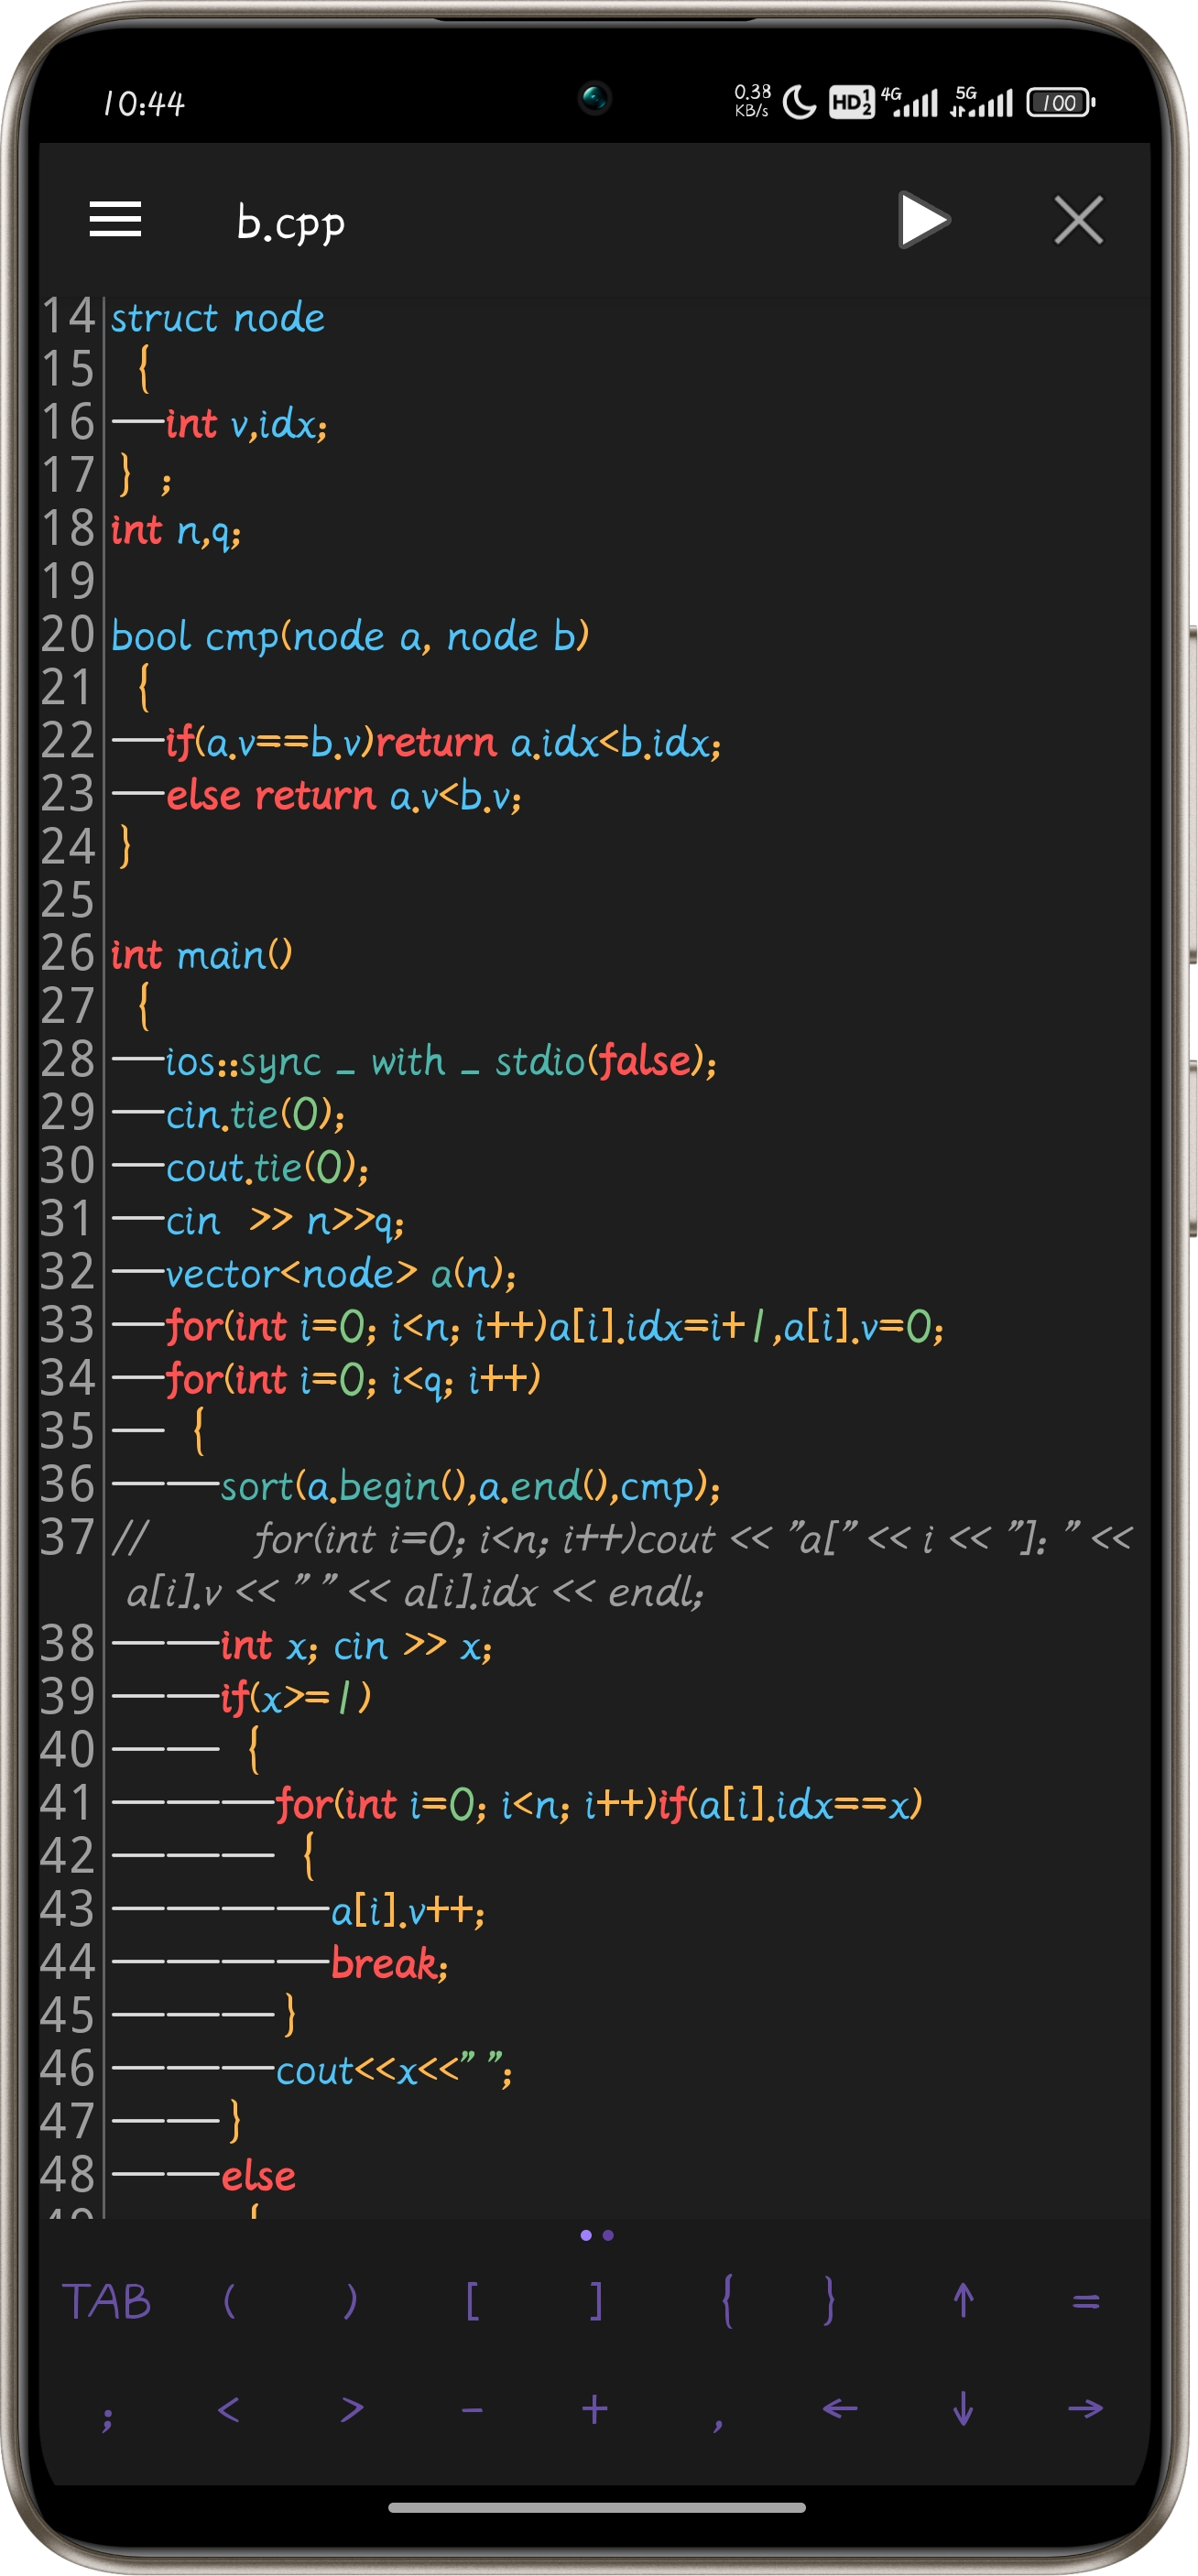 10:44
0.38 KB/s HD 1 2 4G 5G 100
b.cpp
14 struct node
15 {
16 int v,idx;
17 } ;
18 int n,q;
19
20 bool cmp(node a, node b)
21 {
22 if(a.v==b.v)return a.idx<b.idx;
23 else return a.v<b.v;
24 }
25
26 int main()
27 {
28 ios::sync_with_stdio(false);
29 cin.tie(0);
30 cout.tie(0);
31 cin >> n>>q;
32 vector<node> a(n);
33 for(int i=0; i<n; i++)a[i].idx=i+1,a[i].v=0;
34 for(int i=0; i<q; i++)
35 {
36 sort(a.begin(),a.end(),cmp);
37 // for(int i=0; i<n; i++)cout << "a[" << i << "]: " <<
a[i].v << " " << a[i].idx << endl;
38 int x; cin >> x;
39 if(x>=1)
40 {
41 for(int i=0; i<n; i++)if(a[i].idx==x)
42 {
43 a[i].v++;
44 break;
45 }
46 cout<<x<<" ";
47 }
48 else
49 {
TAB ( ) [ ] { } ↑ =
; < > - + , ← ↓ →